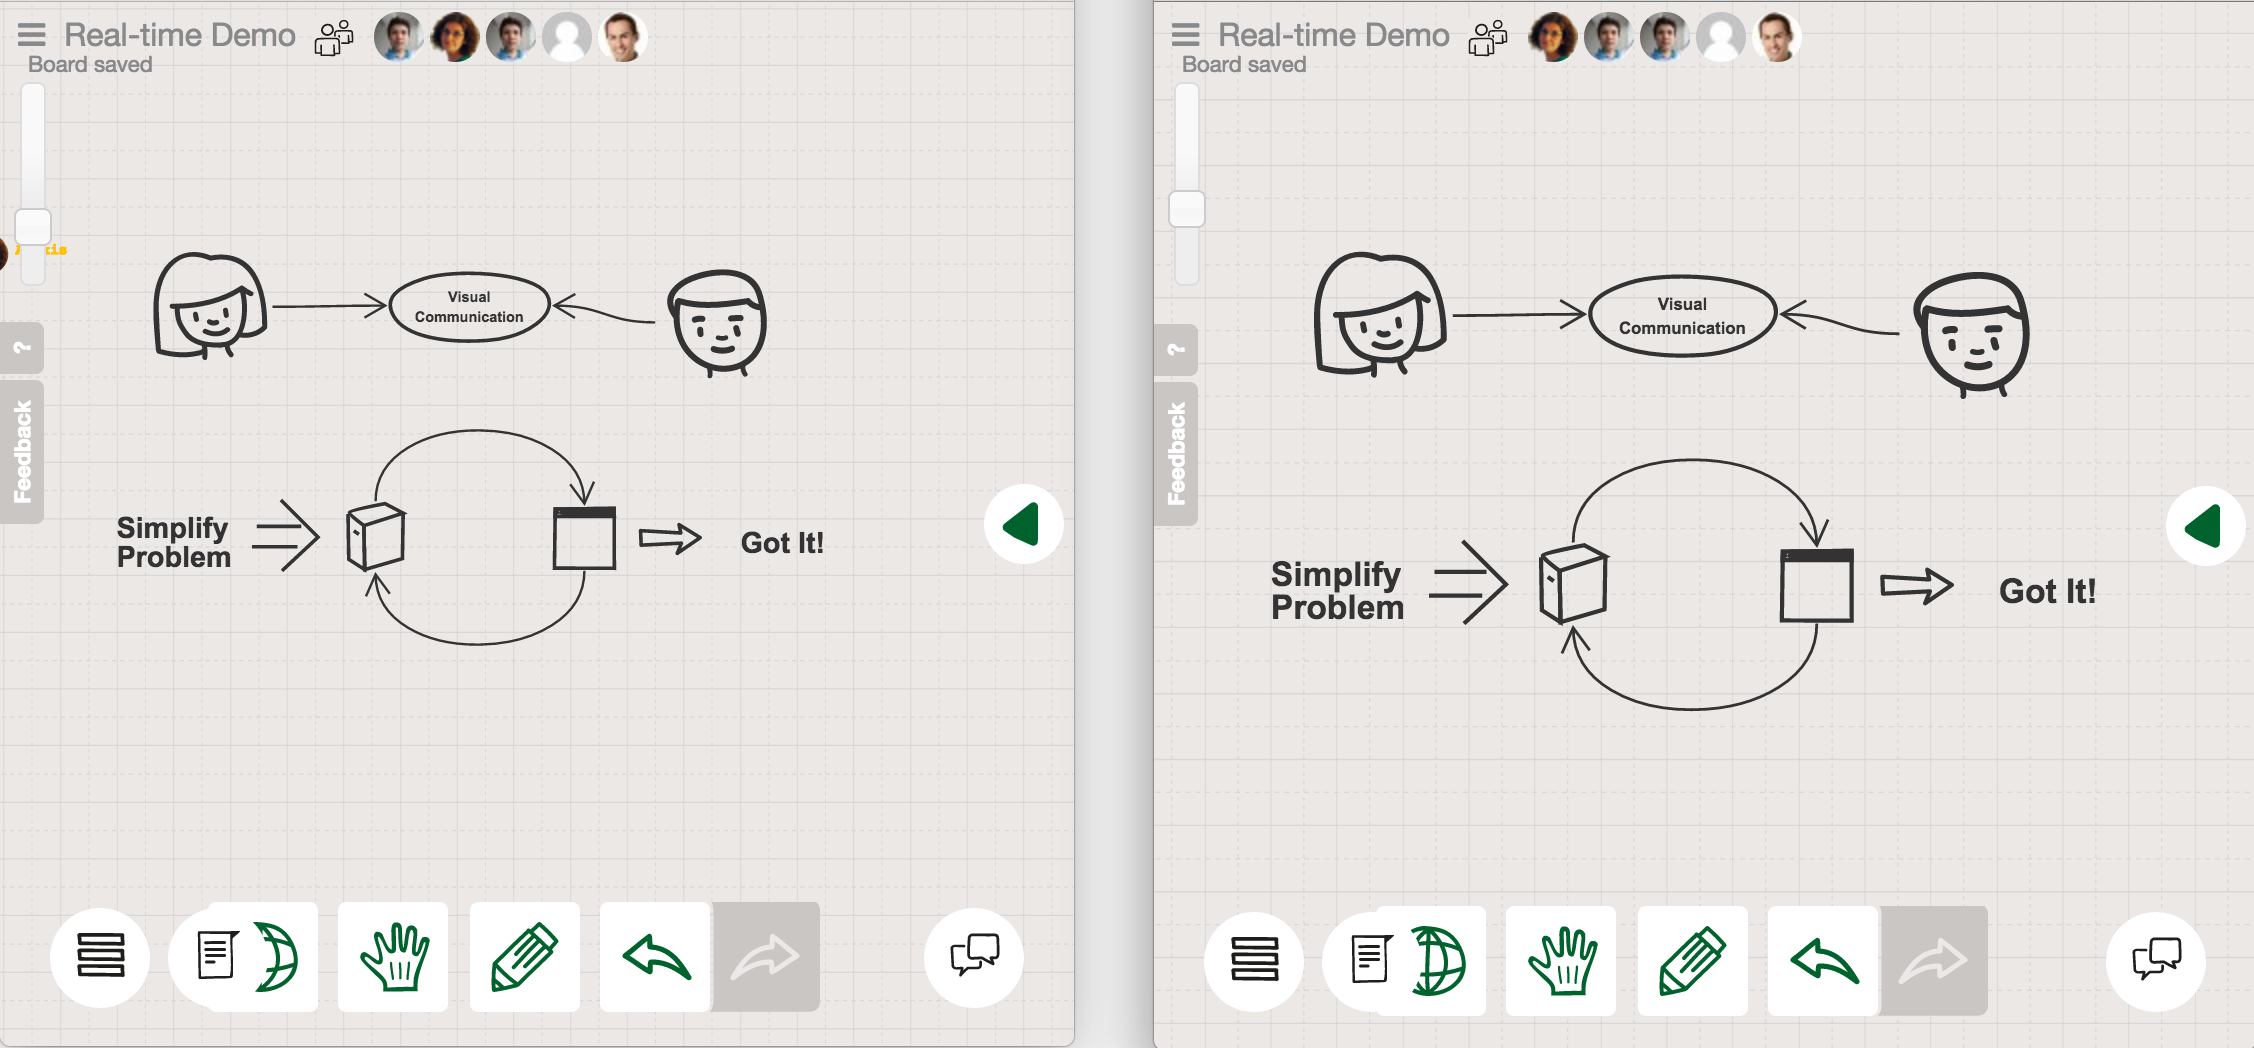 Real-time Demo
Board saved
?
Feedback
Visual
Communication
Simplify
Problem
Got It!
Real-time Demo
Board saved
?
Feedback
Visual
Communication
Simplify
Problem
Got It!